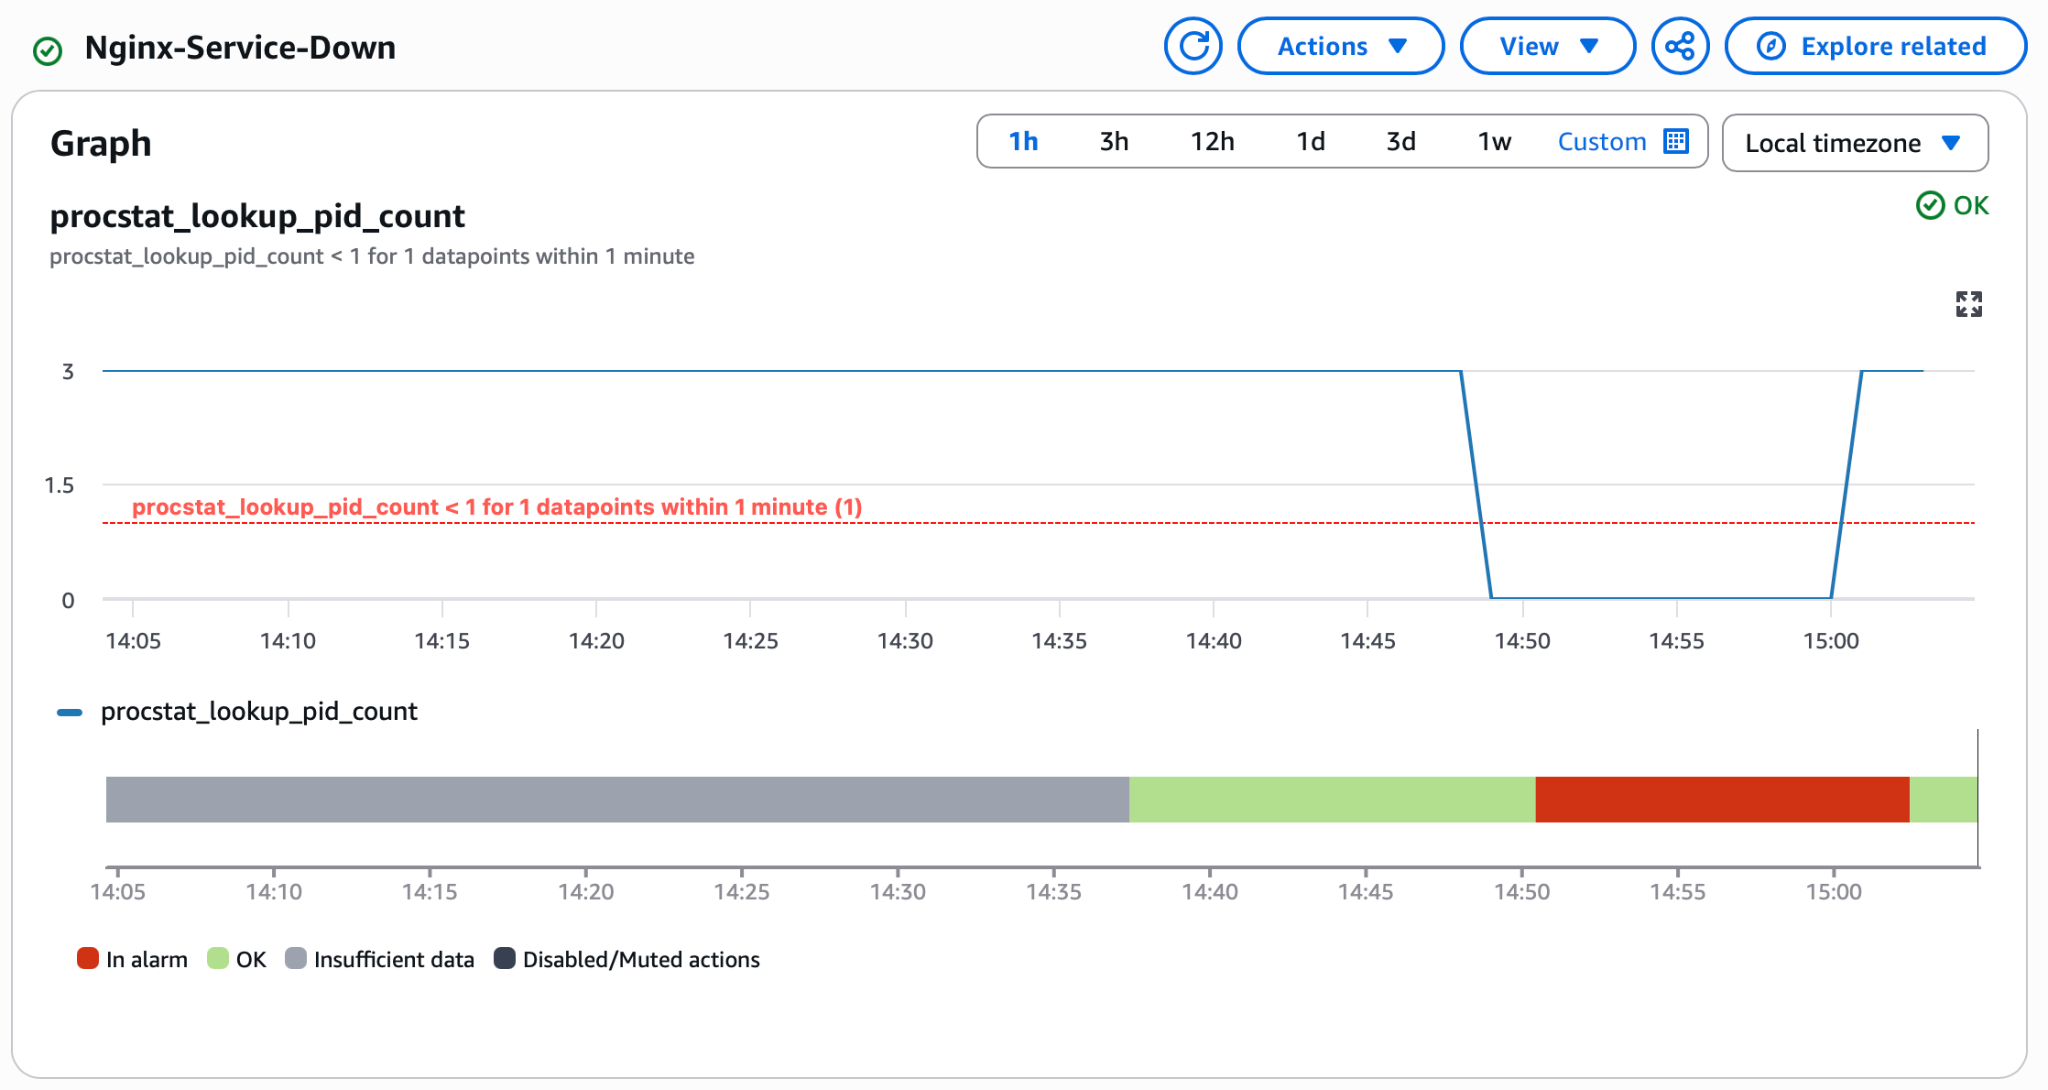 Nginx-Service-Down
Actions
View
Explore related
Graph
1h 3h 12h 1d 3d 1w Custom
Local timezone
procstat_lookup_pid_count
OK
procstat_lookup_pid_count < 1 for 1 datapoints within 1 minute
3
1.5
procstat_lookup_pid_count < 1 for 1 datapoints within 1 minute (1)
0
14:05 14:10 14:15 14:20 14:25 14:30 14:35 14:40 14:45 14:50 14:55 15:00
procstat_lookup_pid_count
14:05 14:10 14:15 14:20 14:25 14:30 14:35 14:40 14:45 14:50 14:55 15:00
In alarm OK Insufficient data Disabled/Muted actions